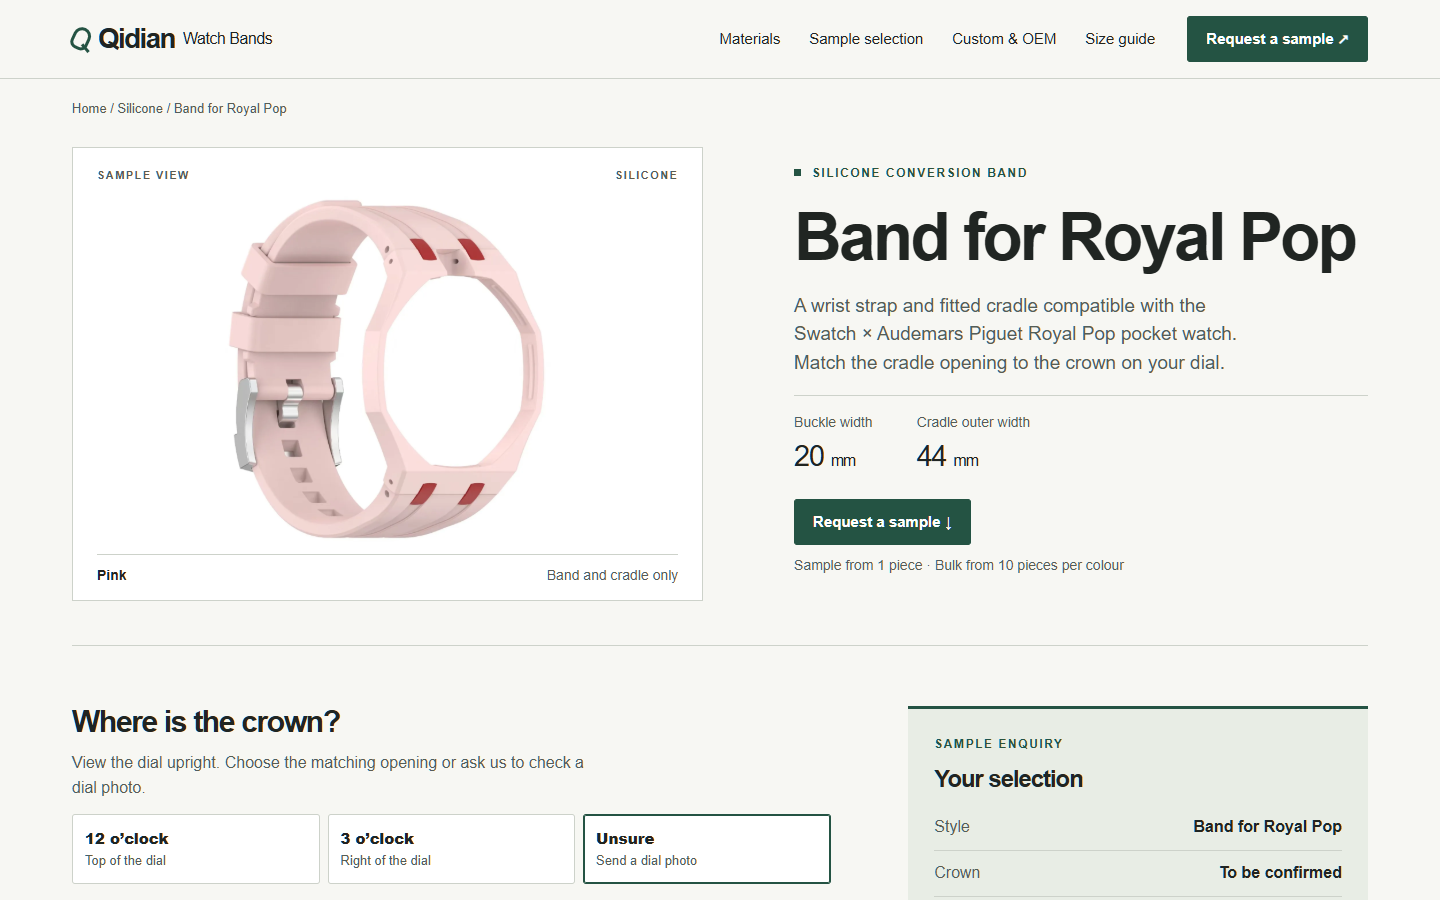 Qidian Watch Bands
Materials
Sample selection
Custom & OEM
Size guide
Request a sample ↗
Home / Silicone / Band for Royal Pop
SAMPLE VIEW
SILICONE
Pink
Band and cradle only
SILICONE CONVERSION BAND
Band for Royal Pop
A wrist strap and fitted cradle compatible with the
Swatch × Audemars Piguet Royal Pop pocket watch.
Match the cradle opening to the crown on your dial.
Buckle width
20 mm
Cradle outer width
44 mm
Request a sample ↓
Sample from 1 piece · Bulk from 10 pieces per colour
Where is the crown?
View the dial upright. Choose the matching opening or ask us to check a
dial photo.
12 o’clock
Top of the dial
3 o’clock
Right of the dial
Unsure
Send a dial photo
SAMPLE ENQUIRY
Your selection
Style
Band for Royal Pop
Crown
To be confirmed